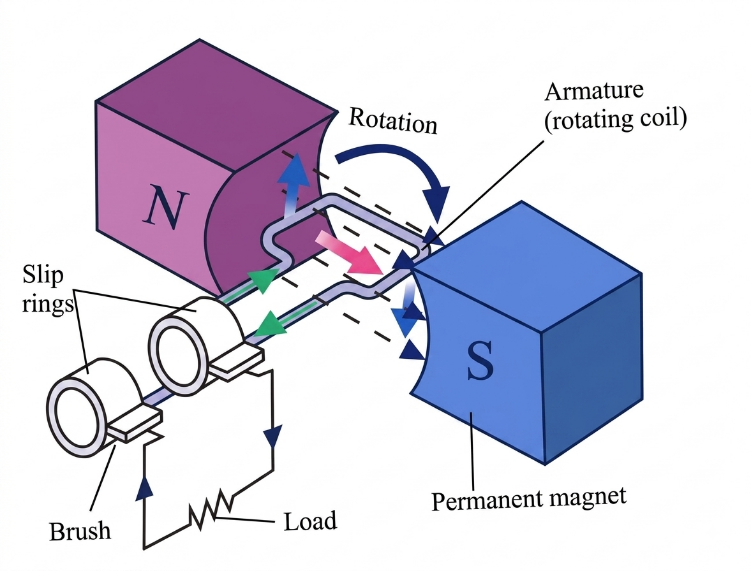 Armature
(rotating coil)
Rotation
N
Slip
rings
S
Permanent magnet
Load
Brush